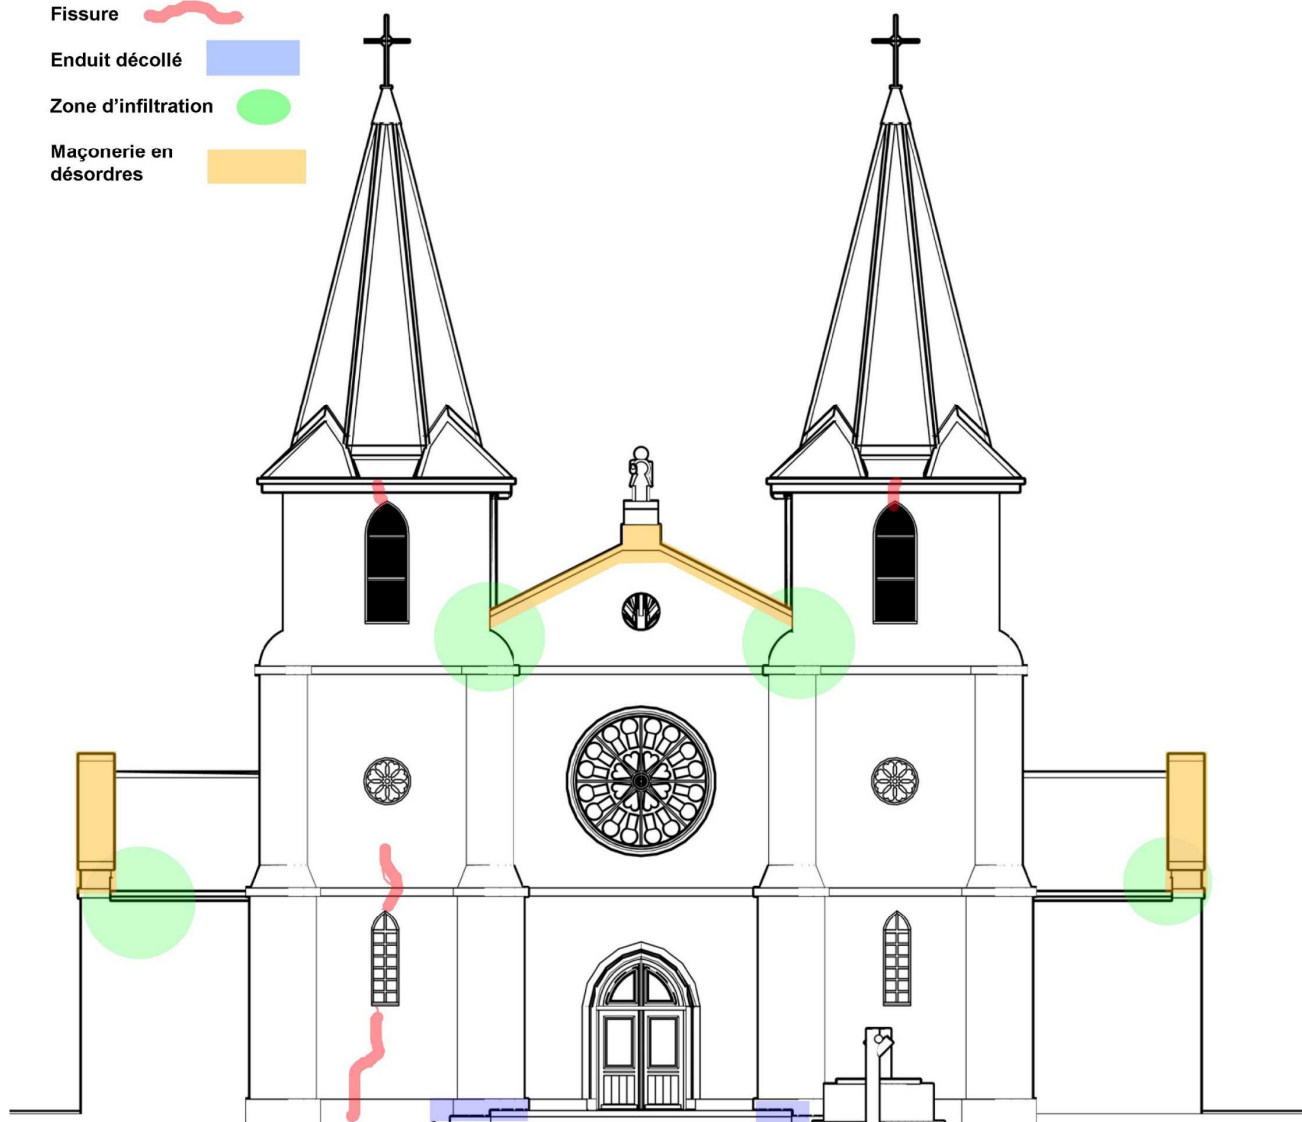 Fissure
Enduit décollé
Zone d'infiltration
Maçonerie en
désordres